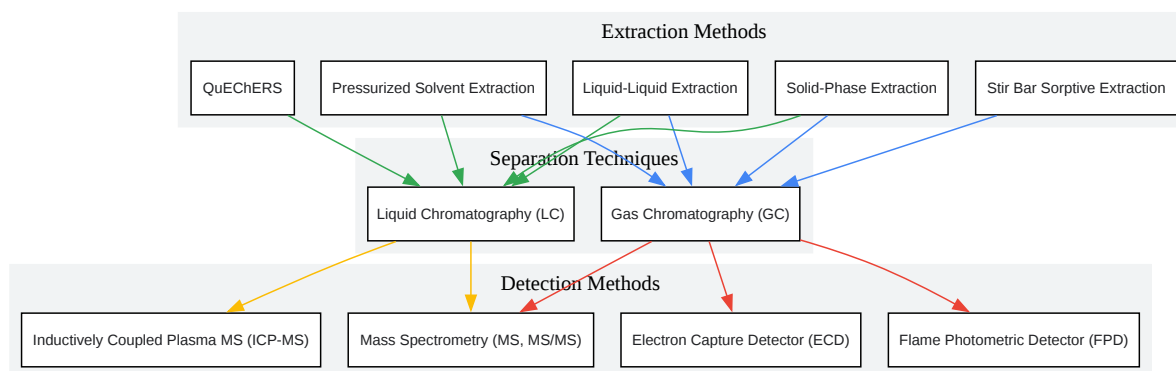 Extraction Methods
QuEChERS
Pressurized Solvent Extraction
Liquid-Liquid Extraction
Solid-Phase Extraction
Stir Bar Sorptive Extraction
Separation Techniques
Liquid Chromatography (LC)
Gas Chromatography (GC)
Detection Methods
Inductively Coupled Plasma MS (ICP-MS)
Mass Spectrometry (MS, MS/MS)
Electron Capture Detector (ECD)
Flame Photometric Detector (FPD)